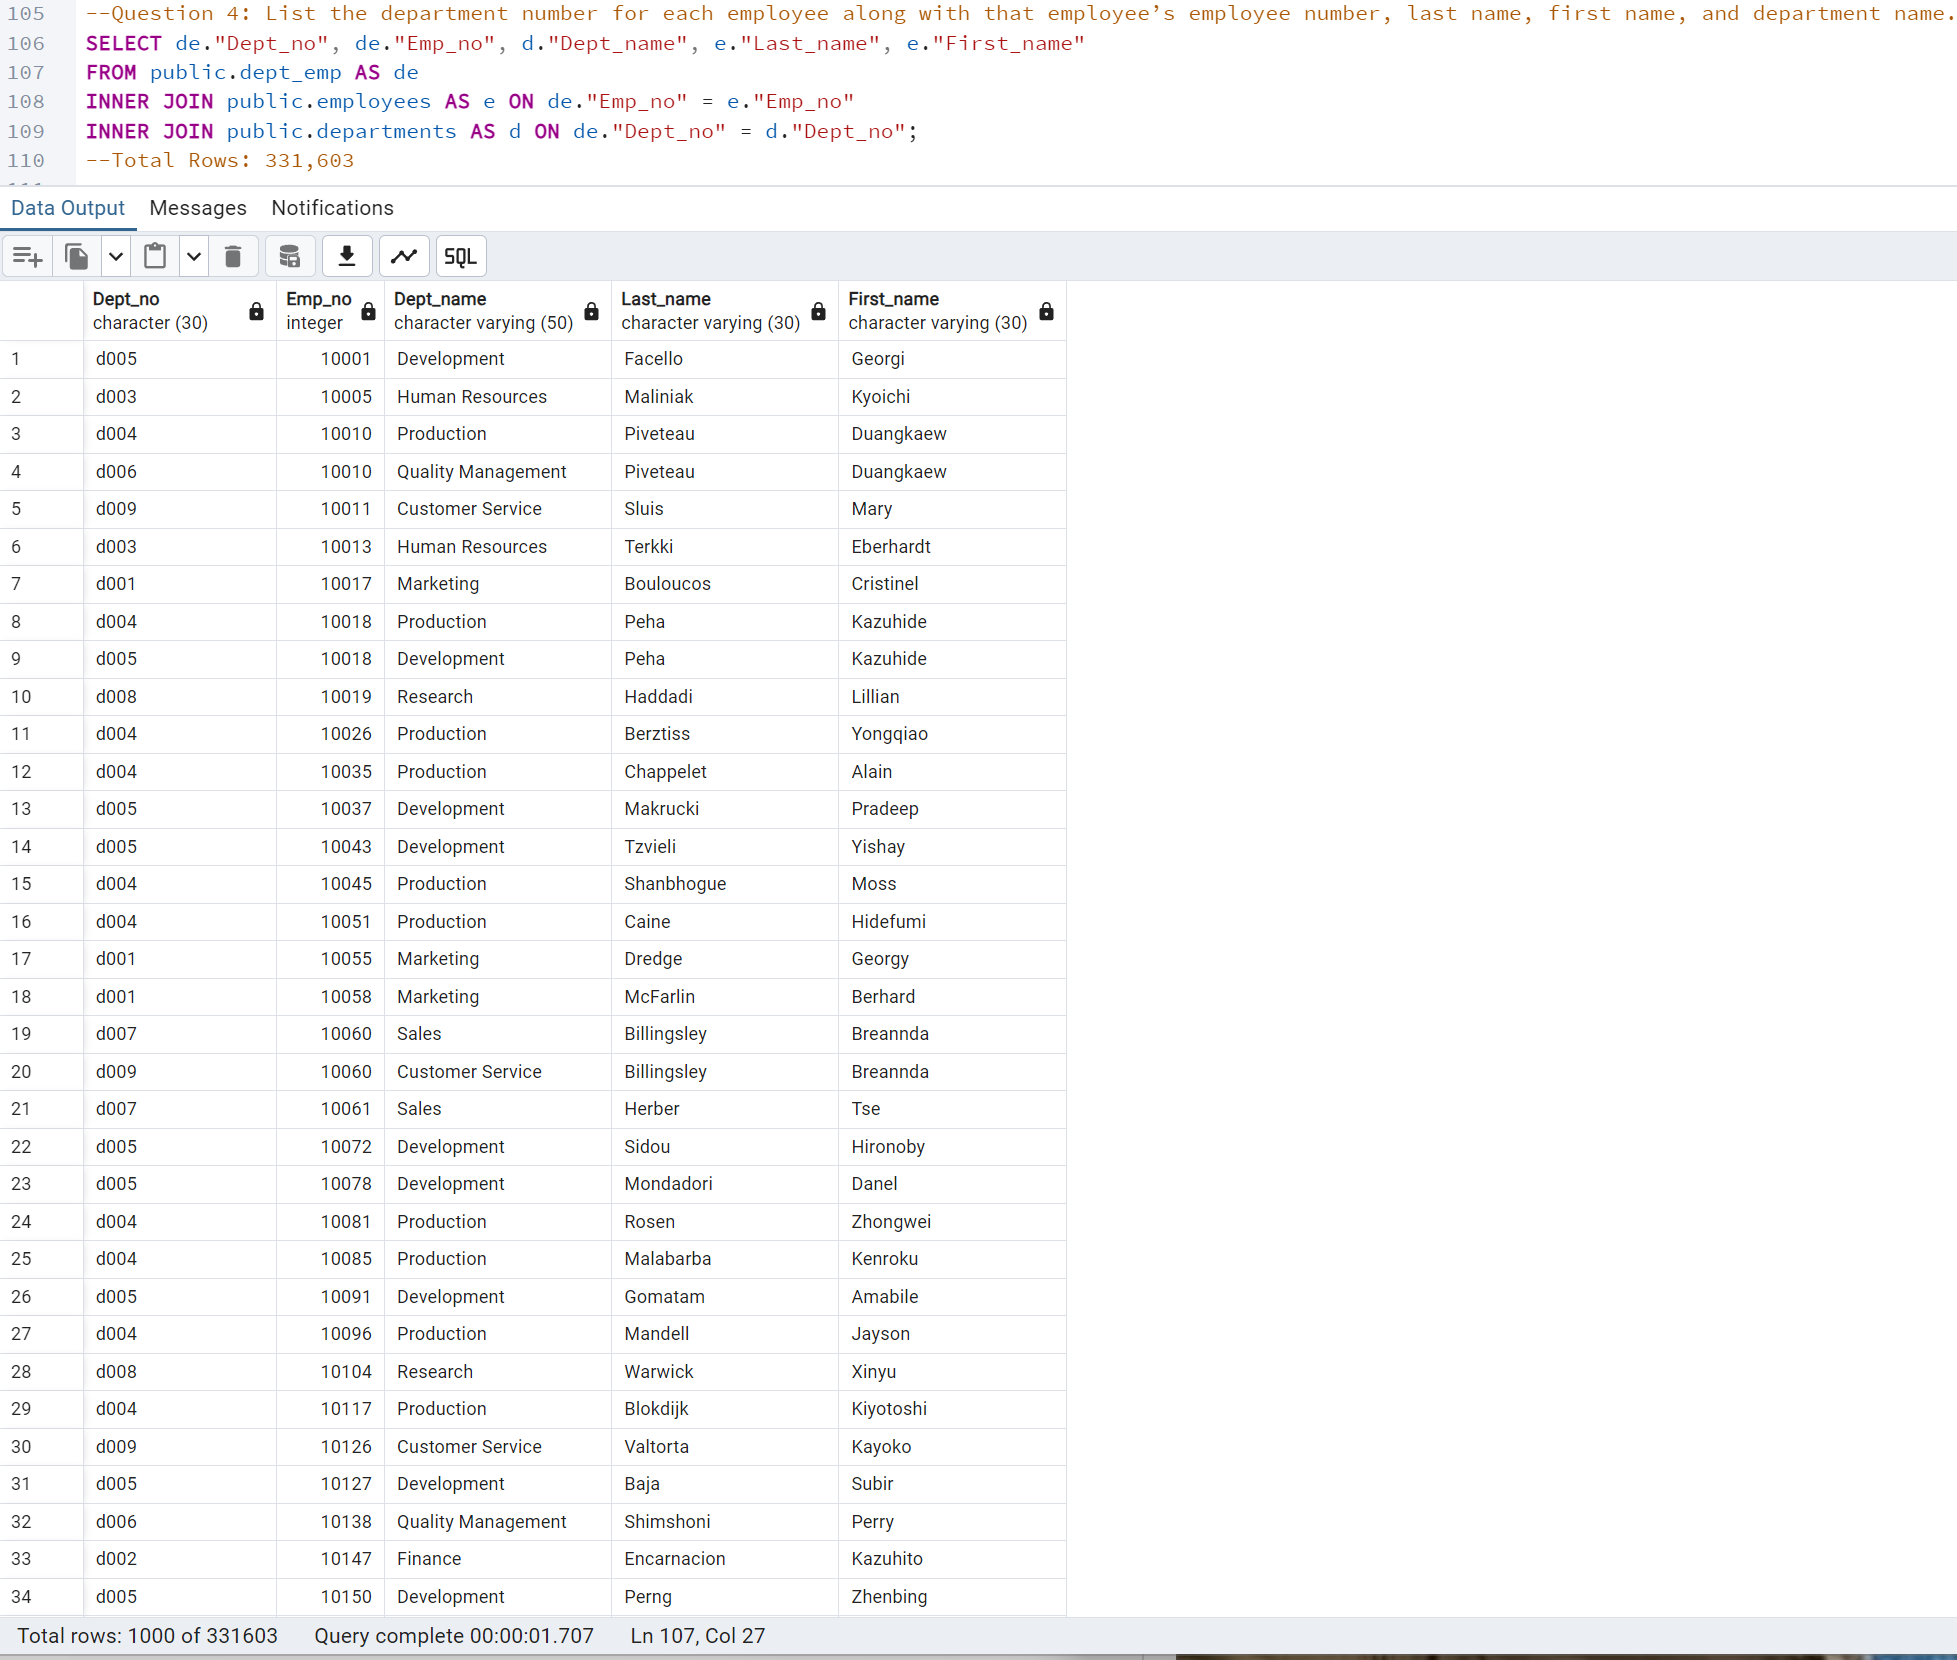 105 --Question 4: List the department number for each employee along with that employee’s employee number, last name, first name, and department name.
106 SELECT de."Dept_no", de."Emp_no", d."Dept_name", e."Last_name", e."First_name"
107 FROM public.dept_emp AS de
108 INNER JOIN public.employees AS e ON de."Emp_no" = e."Emp_no"
109 INNER JOIN public.departments AS d ON de."Dept_no" = d."Dept_no";
110 --Total Rows: 331,603
Data Output Messages Notifications
SQL
Dept_no Emp_no Dept_name Last_name First_name
character (30) integer character varying (50) character varying (30) character varying (30)
1 d005 10001 Development Facello Georgi
2 d003 10005 Human Resources Maliniak Kyoichi
3 d004 10010 Production Piveteau Duangkaew
4 d006 10010 Quality Management Piveteau Duangkaew
5 d009 10011 Customer Service Sluis Mary
6 d003 10013 Human Resources Terkki Eberhardt
7 d001 10017 Marketing Bouloucos Cristinel
8 d004 10018 Production Peha Kazuhide
9 d005 10018 Development Peha Kazuhide
10 d008 10019 Research Haddadi Lillian
11 d004 10026 Production Berztiss Yongqiao
12 d004 10035 Production Chappelet Alain
13 d005 10037 Development Makrucki Pradeep
14 d005 10043 Development Tzvieli Yishay
15 d004 10045 Production Shanbhogue Moss
16 d004 10051 Production Caine Hidefumi
17 d001 10055 Marketing Dredge Georgy
18 d001 10058 Marketing McFarlin Berhard
19 d007 10060 Sales Billingsley Breannda
20 d009 10060 Customer Service Billingsley Breannda
21 d007 10061 Sales Herber Tse
22 d005 10072 Development Sidou Hironoby
23 d005 10078 Development Mondadori Danel
24 d004 10081 Production Rosen Zhongwei
25 d004 10085 Production Malabarba Kenroku
26 d005 10091 Development Gomatam Amabile
27 d004 10096 Production Mandell Jayson
28 d008 10104 Research Warwick Xinyu
29 d004 10117 Production Blokdijk Kiyotoshi
30 d009 10126 Customer Service Valtorta Kayoko
31 d005 10127 Development Baja Subir
32 d006 10138 Quality Management Shimshoni Perry
33 d002 10147 Finance Encarnacion Kazuhito
34 d005 10150 Development Perng Zhenbing
Total rows: 1000 of 331603 Query complete 00:00:01.707 Ln 107, Col 27